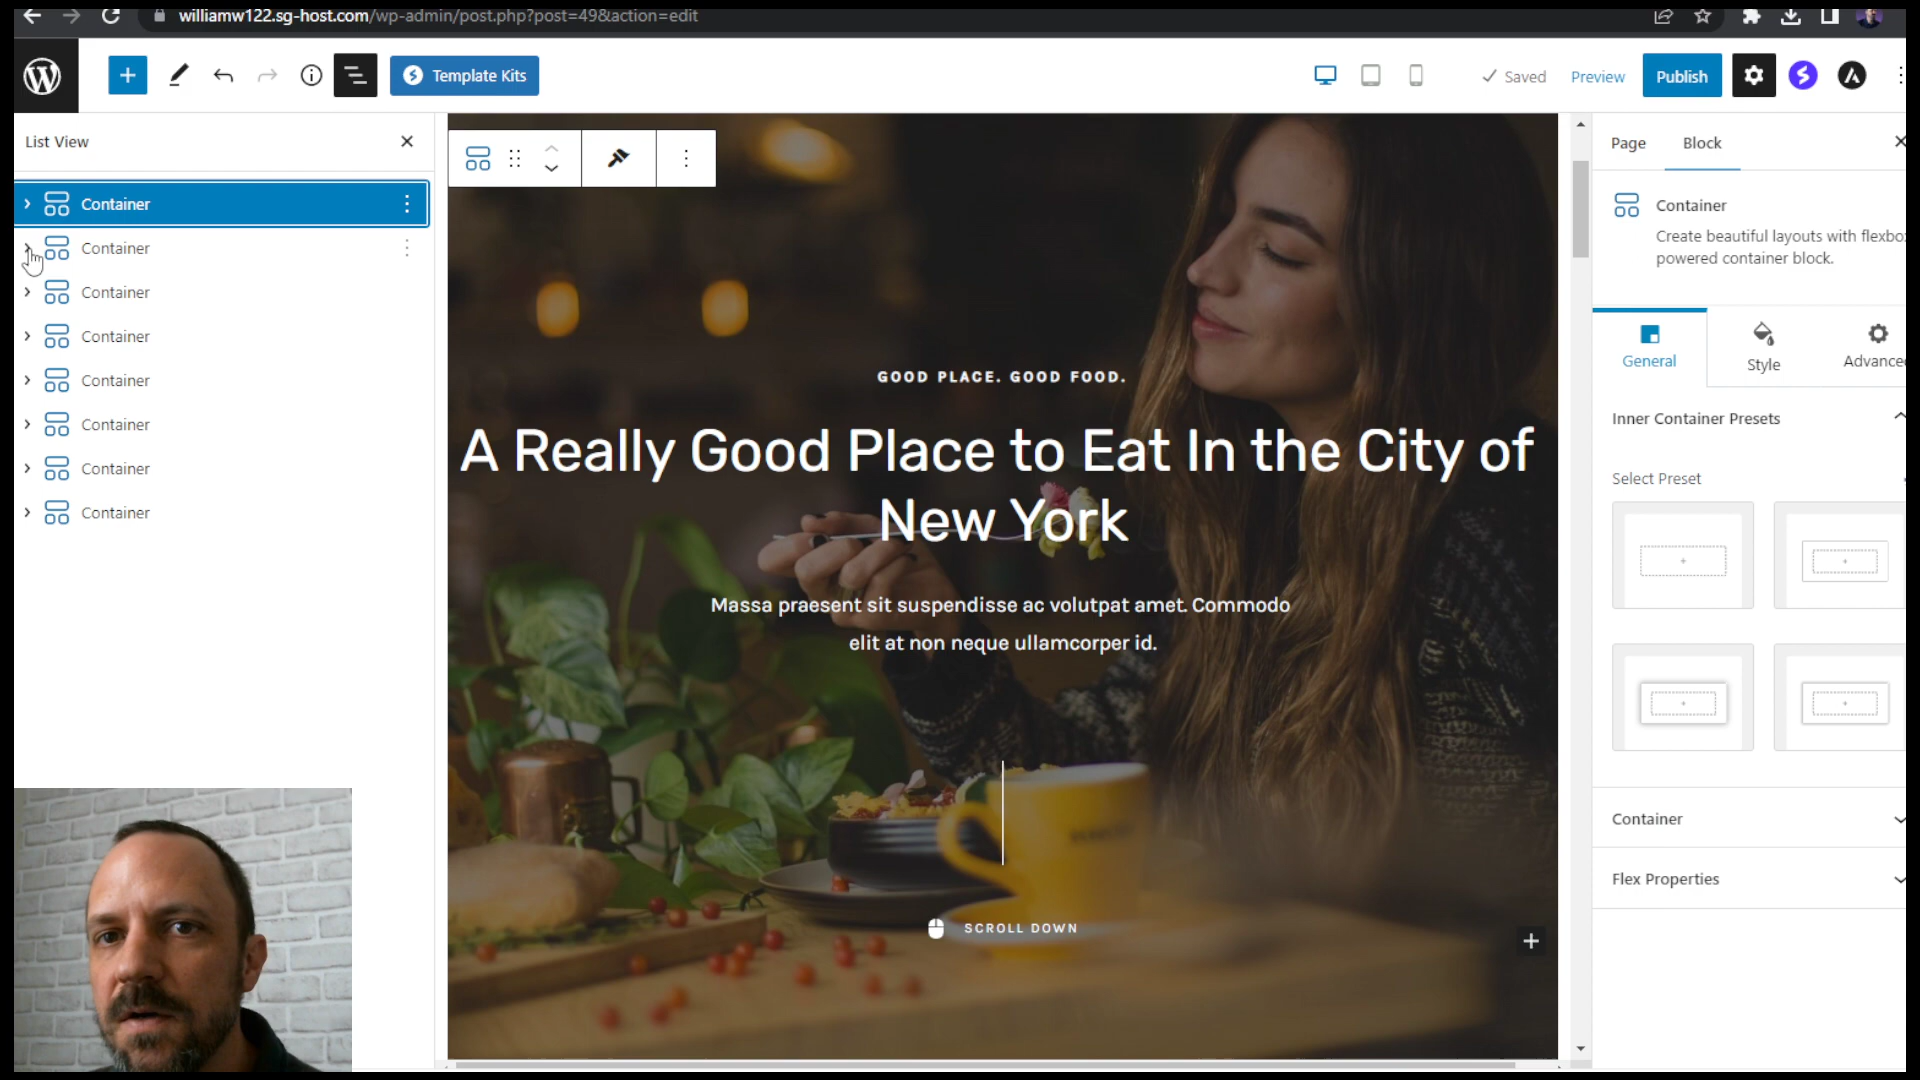 williamw122.sg-host.com/wp-admin/post.php?post=49&action=edit
Template Kits
Saved
Preview
Publish
List View
Container
Container
Container
Container
Container
Container
Container
Container
GOOD PLACE. GOOD FOOD.
A Really Good Place to Eat In the City of
New York
Massa praesent sit suspendisse ac volutpat amet. Commodo
elit at non neque ullamcorper id.
SCROLL DOWN
Page
Block
Container
Create beautiful layouts with flexbo
powered container block.
General
Style
Advance
Inner Container Presets
Select Preset
Container
Flex Properties